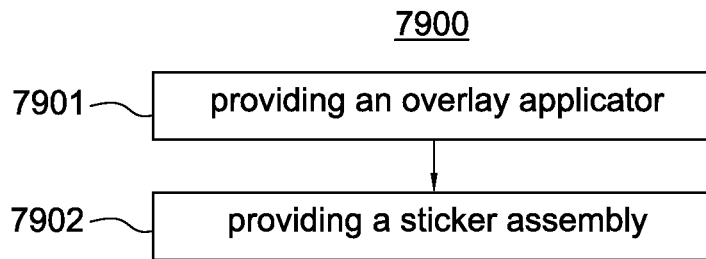 7900
7901 providing an overlay applicator
7902 providing a sticker assembly